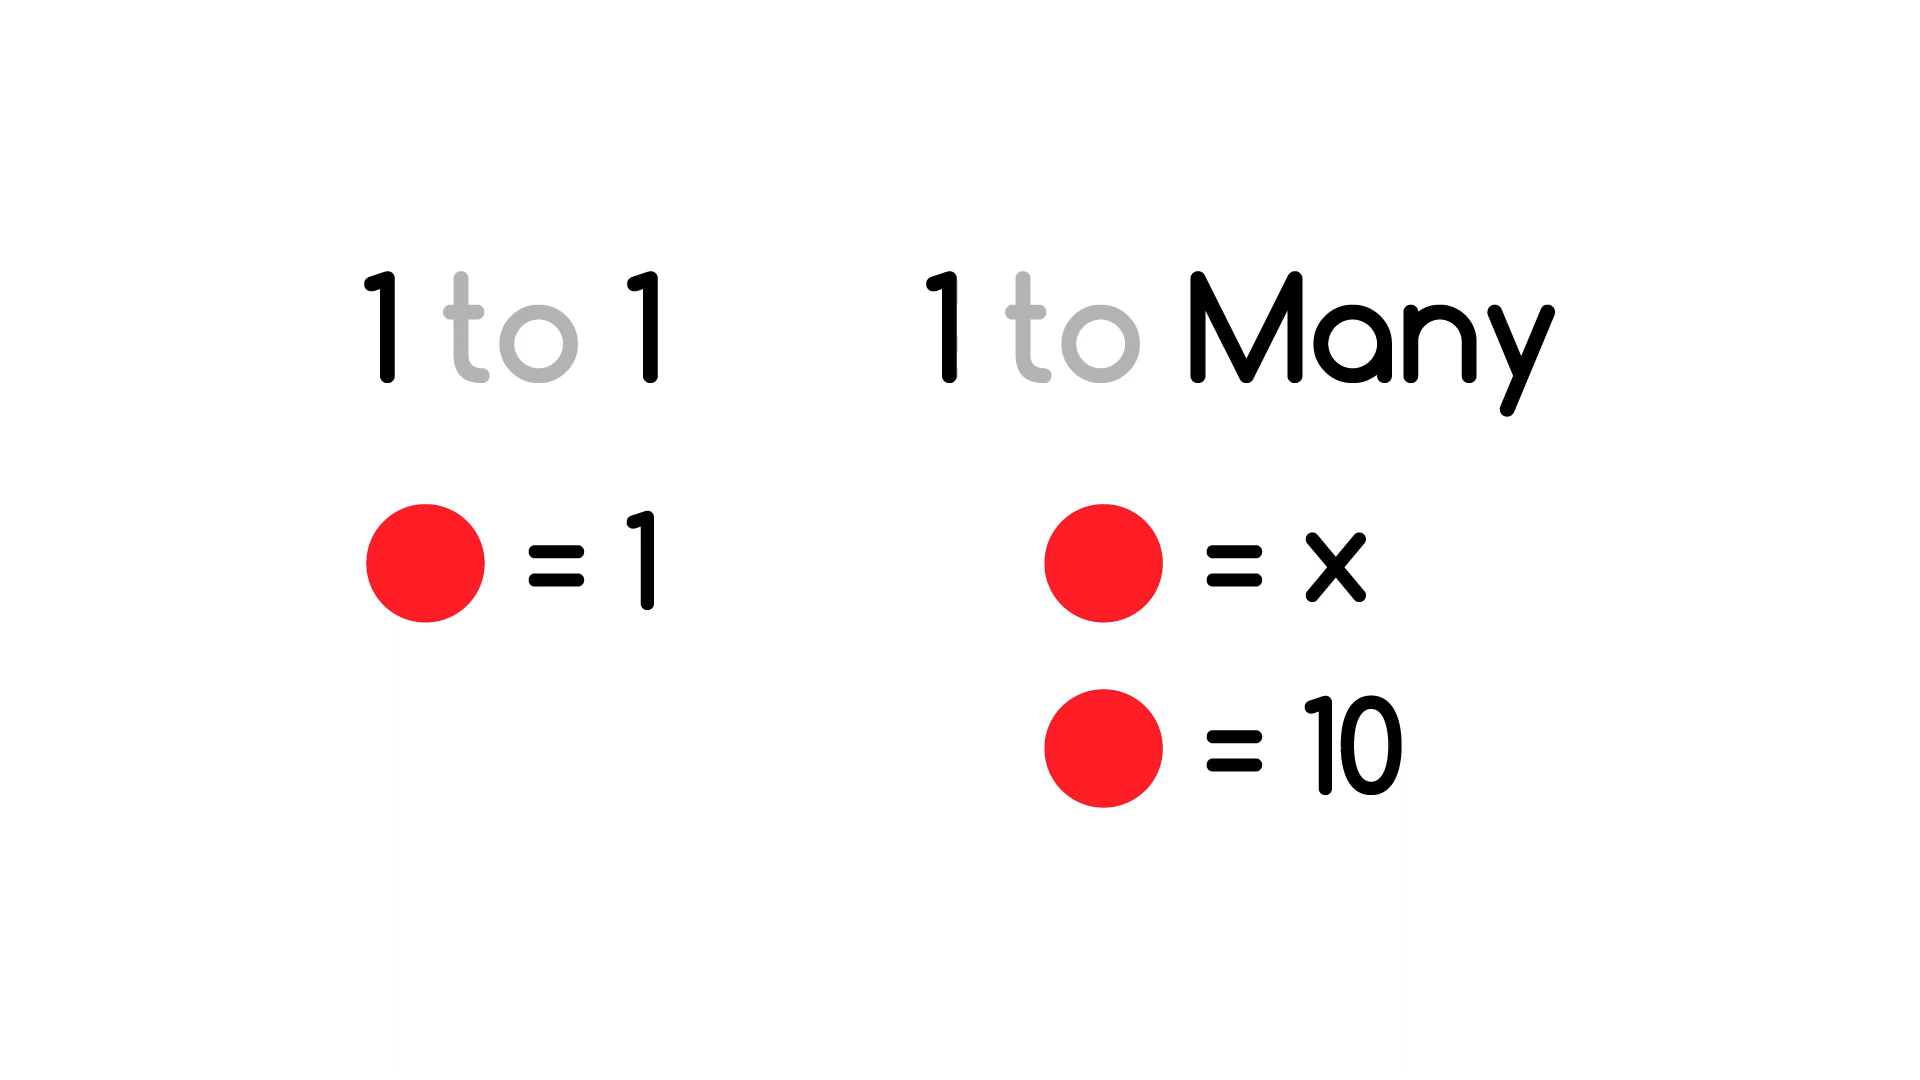 1 to 1
= 1
1 to Many
= x
= 10